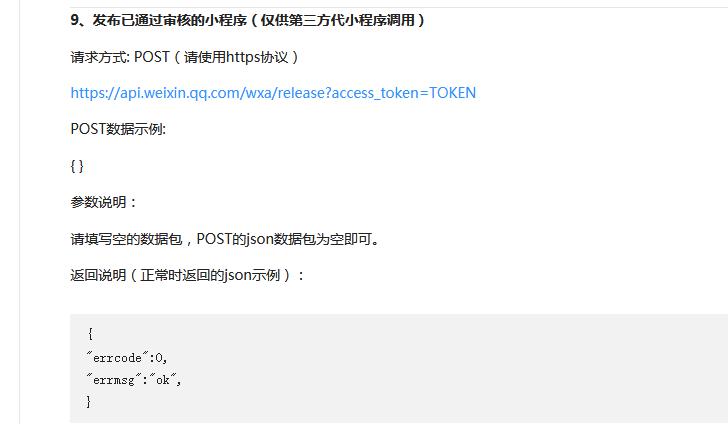 9、发布已通过审核的小程序（仅供第三方代小程序调用）
请求方式: POST（请使用https协议）
https://api.weixin.qq.com/wxa/release?access_token=TOKEN
POST数据示例:
{ }
参数说明：
请填写空的数据包，POST的json数据包为空即可。
返回说明（正常时返回的json示例）：
{
"errcode":0,
"errmsg":"ok",
}